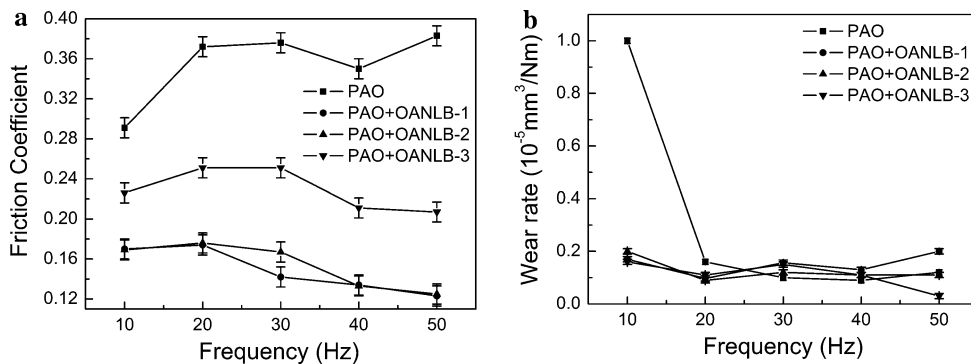 a
0.40
0.36
0.32
0.28
0.24
0.20
0.16
0.12
Friction Coefficient
PAO
PAO+OANLB-1
PAO+OANLB-2
PAO+OANLB-3
10 20 30 40 50
Frequency (Hz)
b
1.0
0.8
0.6
0.4
0.2
0.0
Wear rate (10⁻⁵mm³/Nm)
PAO
PAO+OANLB-1
PAO+OANLB-2
PAO+OANLB-3
10 20 30 40 50
Frequency (Hz)